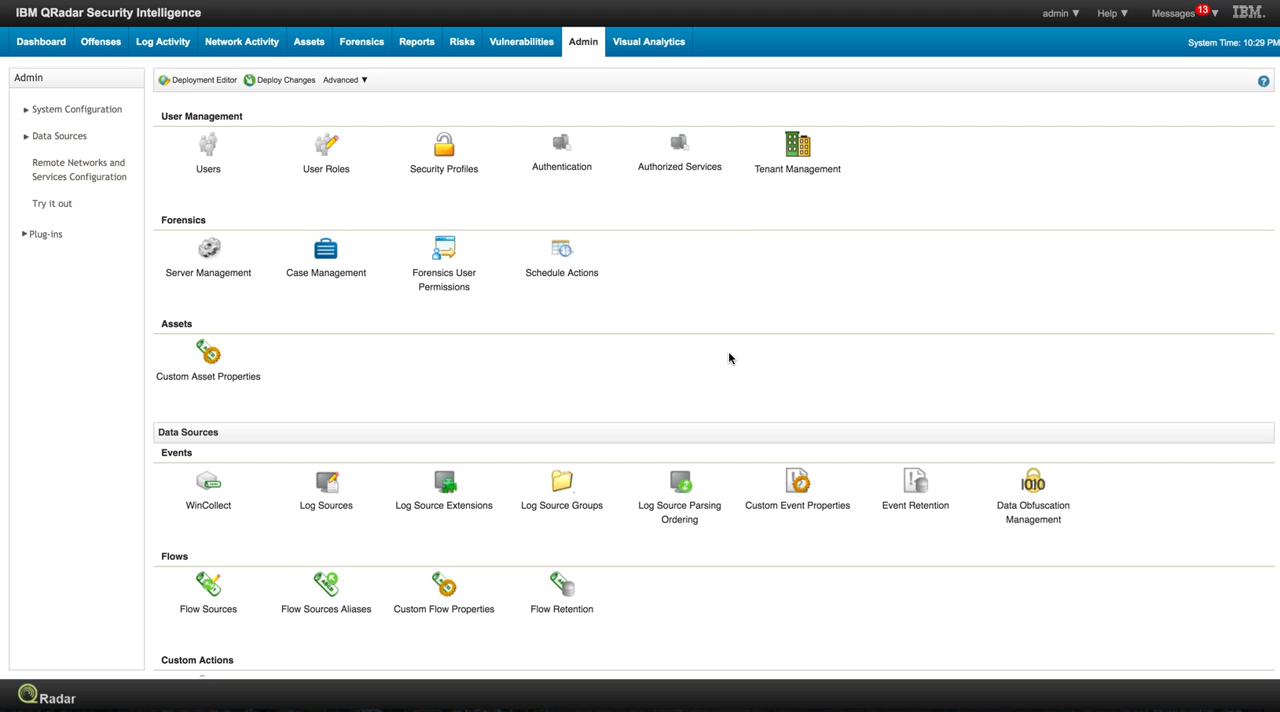 IBM QRadar Security Intelligence
admin ▼ Help ▼ Messages 13 ▼ IBM.
Dashboard Offenses Log Activity Network Activity Assets Forensics Reports Risks Vulnerabilities Admin Visual Analytics System Time: 10:29 PM
Admin
▶ System Configuration
▶ Data Sources
Remote Networks and
Services Configuration
Try it out
▶ Plug-ins
Deployment Editor Deploy Changes Advanced ▼ ?
User Management
Users User Roles Security Profiles Authentication Authorized Services Tenant Management
Forensics
Server Management Case Management Forensics User Schedule Actions
Permissions
Assets
Custom Asset Properties
Data Sources
Events
WinCollect Log Sources Log Source Extensions Log Source Groups Log Source Parsing Custom Event Properties Event Retention Data Obfuscation
Ordering Management
Flows
Flow Sources Flow Sources Aliases Custom Flow Properties Flow Retention
Custom Actions
QRadar